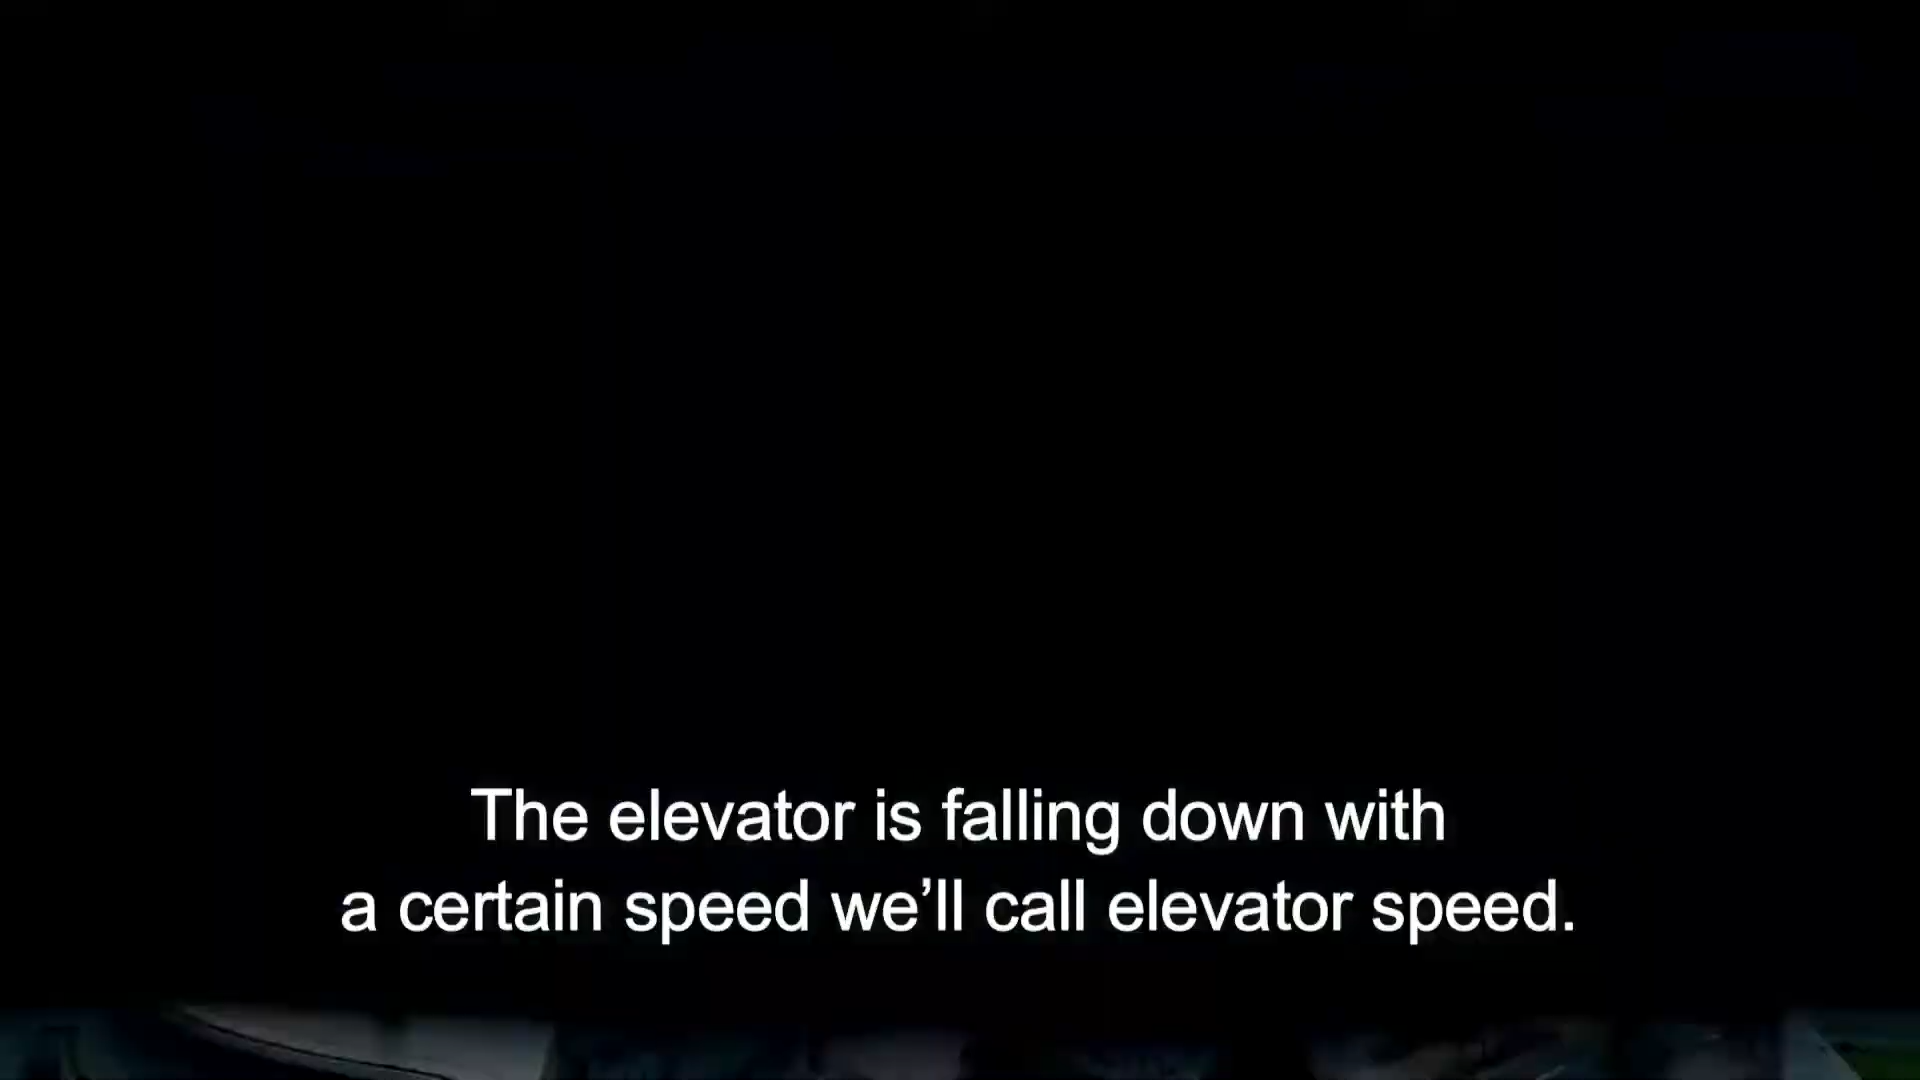 The elevator is falling down with
a certain speed we’ll call elevator speed.